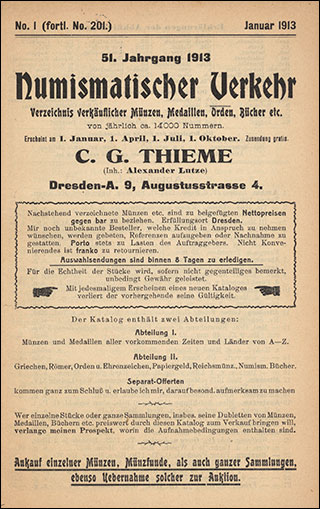 No. 1 (fortl. No. 201.) Januar 1913
51. Jahrgang 1913
Numismatischer Verkehr
Verzeichnis verkäuflicher Münzen, Medaillen, Orden, Bücher etc.
von jährlich ca. 14000 Nummern.
Erscheint am 1. Januar, 1. April, 1. Juli, 1. Oktober. Zusendung gratis.
C. G. THIEME
(Inh.: Alexander Lutze)
Dresden-A. 9, Augustusstrasse 4.
Nachstehend verzeichnete Münzen etc. sind zu beigefügten Nettopreisen
gegen bar zu beziehen. Erfüllungsort Dresden.
Mir noch unbekannte Besteller, welche Credit in Anspruch zu nehmen
wünschen, werden gebeten, Referenzen aufzugeben oder Nachnahme zu
gestatten. Porto stets zu Lasten des Auftraggebers. Nicht Konve-
nierendes ist franko zu retournieren.
Auswahlsendungen sind binnen 8 Tagen zu erledigen.
Für die Echtheit der Stücke wird, sofern nicht gegenteiliges bemerkt,
unbedingt Gewähr geleistet.
Mit jedesmaligem Erscheinen eines neuen Kataloges
verliert der vorhergehende seine Gültigkeit.
Der Katalog enthält zwei Abteilungen:
Abteilung I.
Münzen und Medaillen aller vorkommenden Zeiten und Länder von A—Z.
Abteilung II.
Griechen, Römer, Orden u. Ehrenzeichen, Papiergeld, Reichsmünz., Numism. Bücher.
Separat-Offerten
kommen ganz zum Schluß u. erlaube ich mir, darauf besond. aufmerksam zu machen
Wer einzelne Stücke oder ganze Sammlungen, insbes. seine Dubletten von Münzen,
Medaillen, Büchern etc. preiswert durch diesen Katalog zum Verkauf bringen will,
verlange meinen Prospekt, worin die Aufnahmebedingungen enthalten sind.
Ankauf einzelner Münzen, Münzfunde, als auch ganzer Sammlungen,
ebenso Uebernahme solcher zur Auktion.